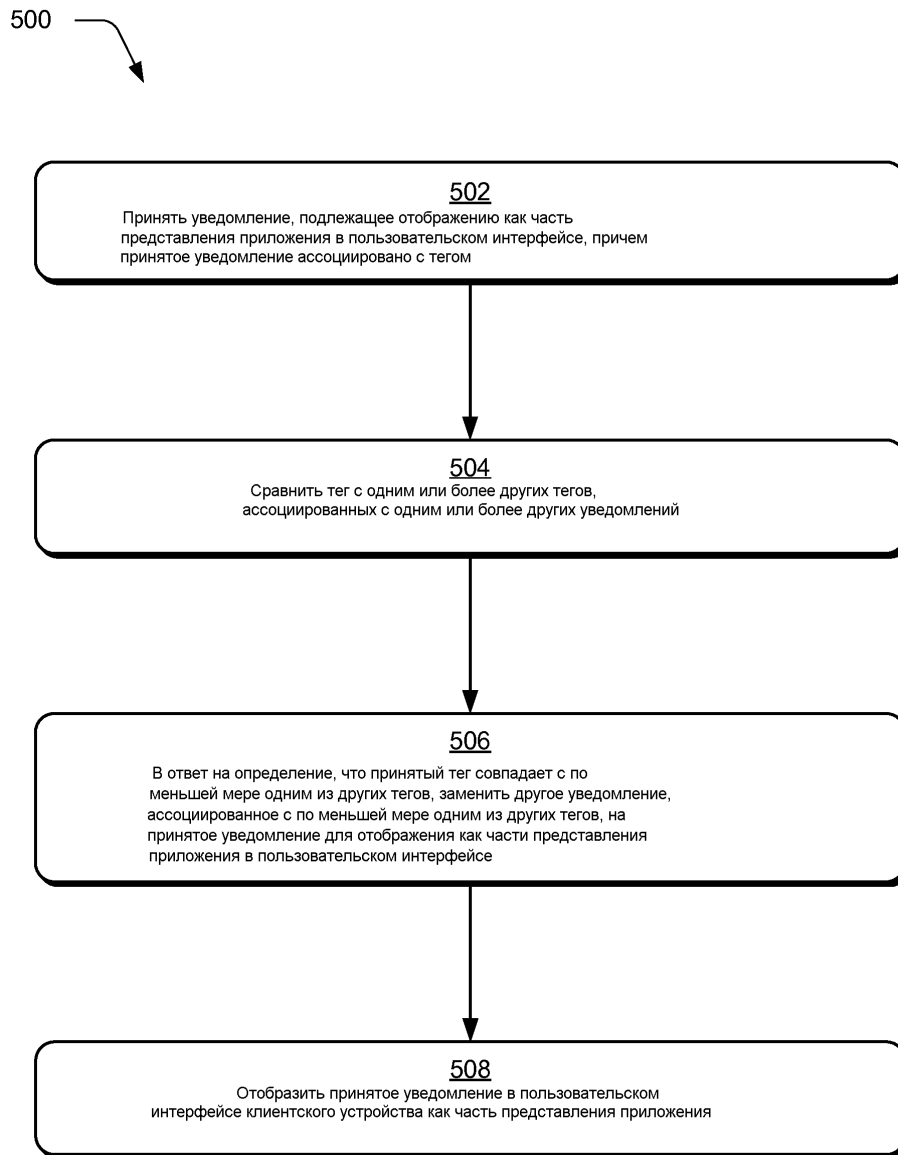 500
502
Принять уведомление, подлежащее отображению как часть
представления приложения в пользовательском интерфейсе, причем
принятое уведомление ассоциировано с тегом
504
Сравнить тег с одним или более других тегов,
ассоциированных с одним или более других уведомлений
506
В ответ на определение, что принятый тег совпадает с по
меньшей мере одним из других тегов, заменить другое уведомление,
ассоциированное с по меньшей мере одним из других тегов, на
принятое уведомление для отображения как части представления
приложения в пользовательском интерфейсе
508
Отобразить принятое уведомление в пользовательском
интерфейсе клиентского устройства как часть представления приложения